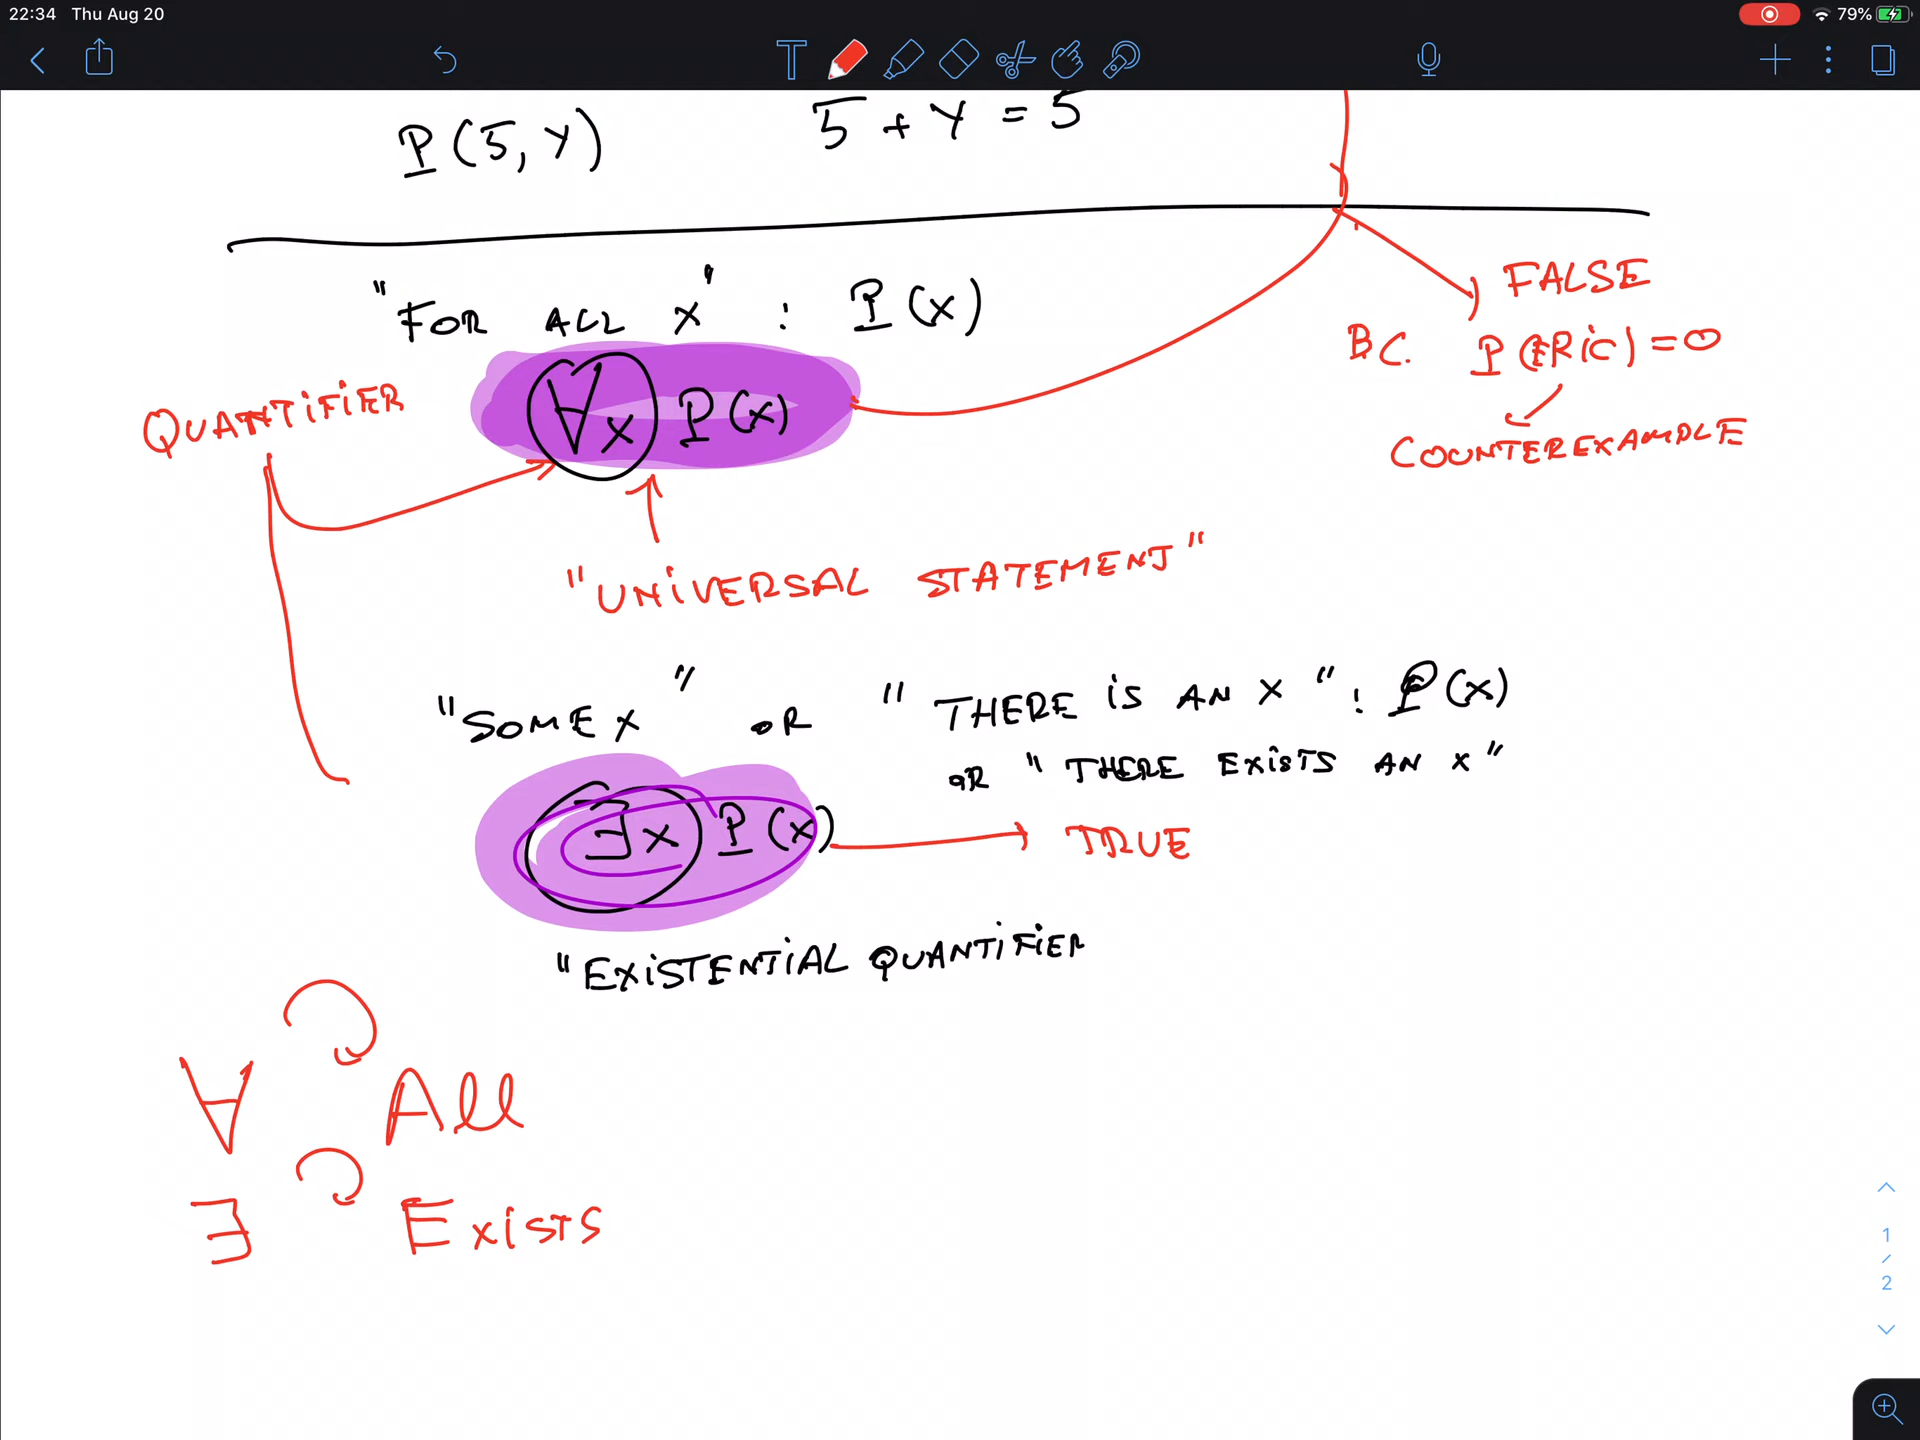 22:34 Thu Aug 20
79%
P(5, Y) 5 + Y = 5
"FOR ALL X" : P(X)
FALSE
B.C. P(ERIC) = 0
COUNTEREXAMPLE
QUANTIFIER
∀x P(x)
"UNIVERSAL STATEMENT"
"SOME X" OR "THERE IS AN X" : P(X)
OR "THERE EXISTS AN X"
∃x P(x)
TRUE
"EXISTENTIAL QUANTIFIER
∀ All
∃ Exists
1
/
2